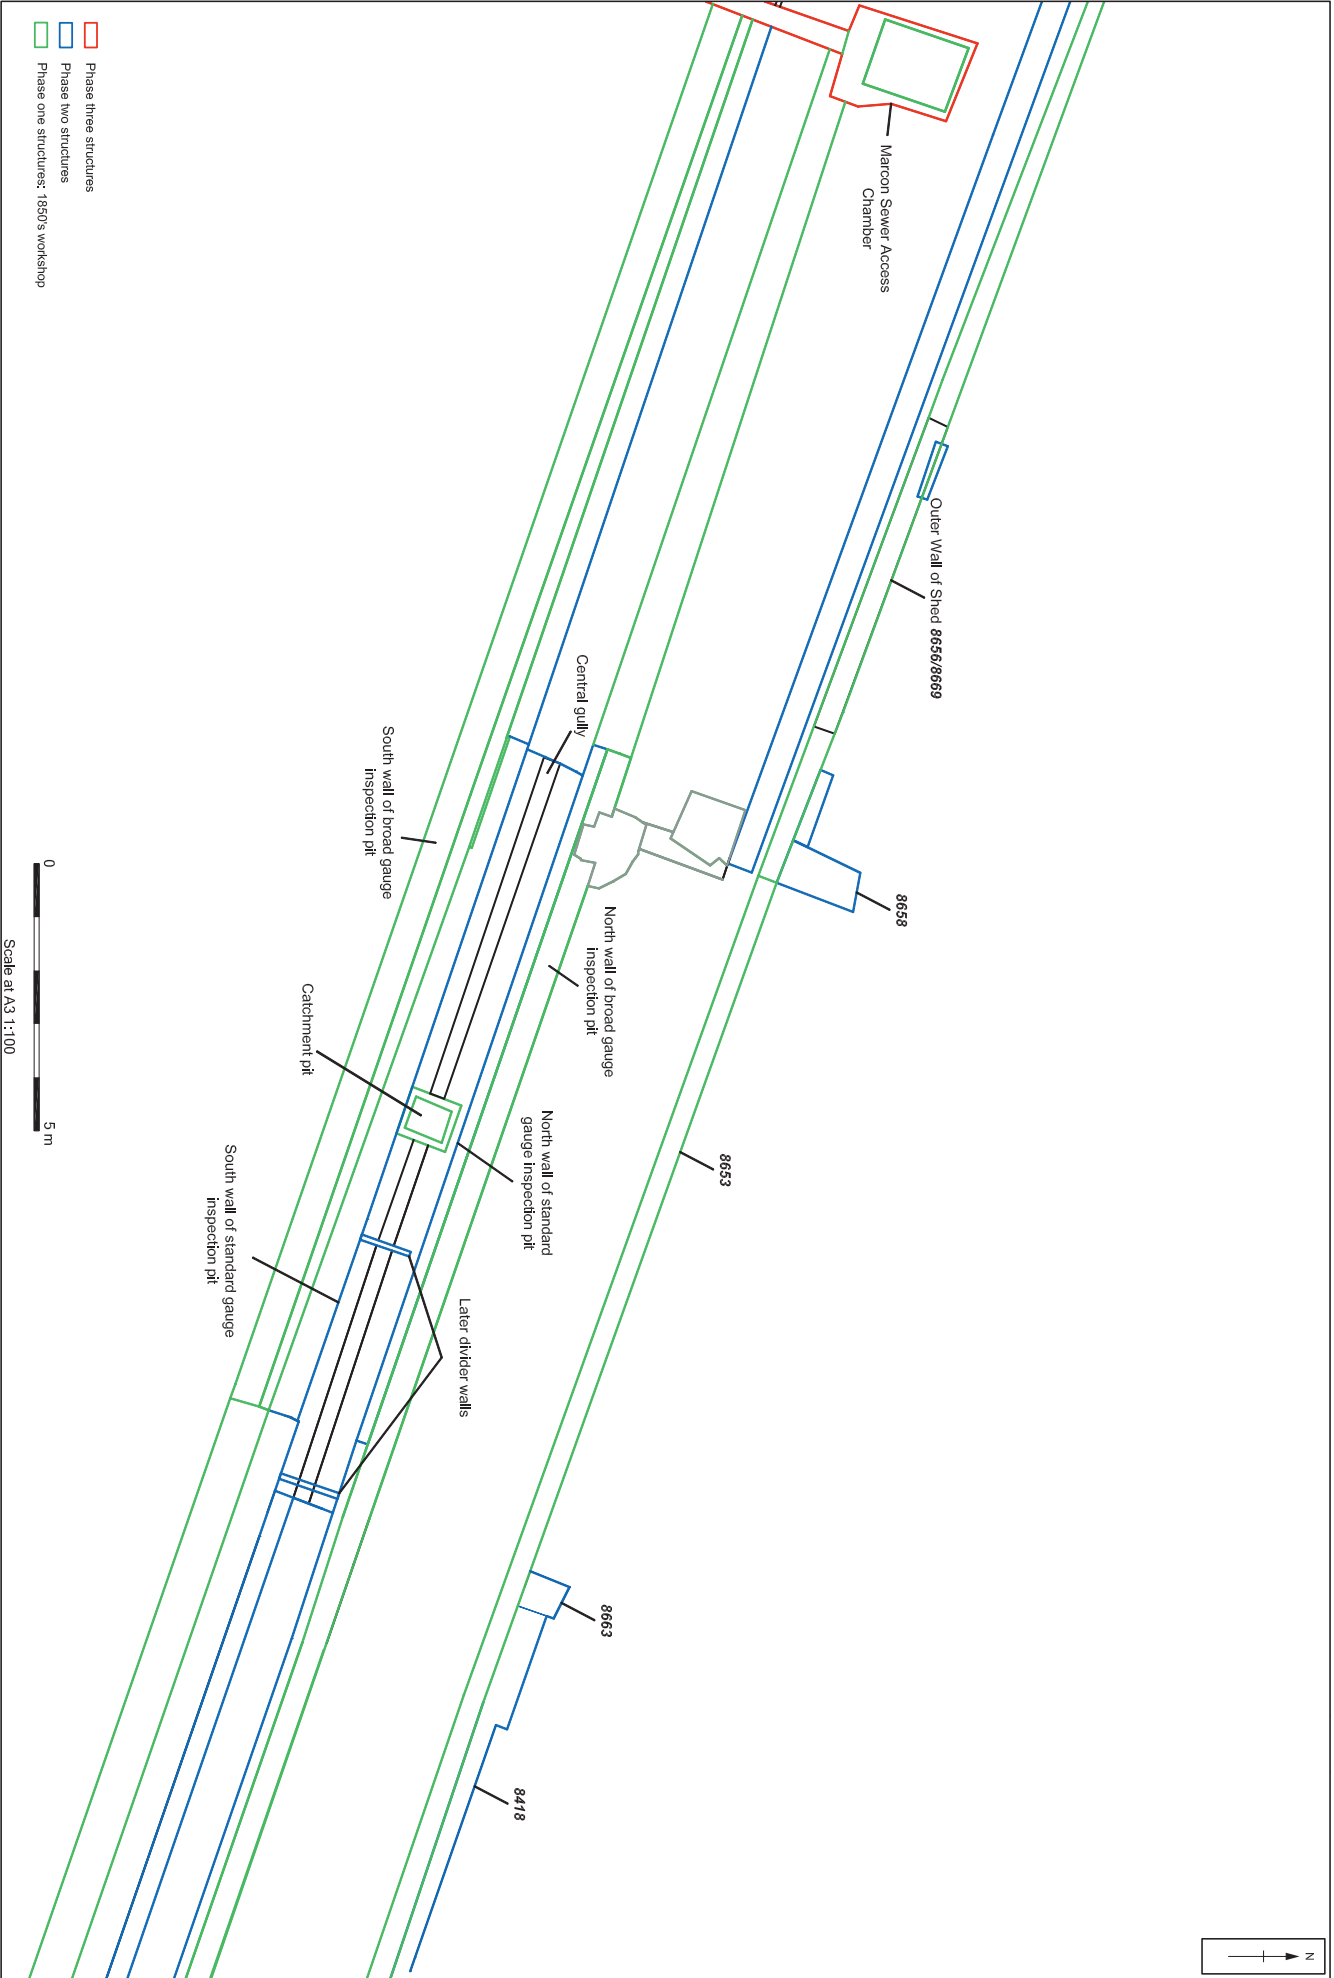 N
Marcon Sewer Access
Chamber
Outer Wall of Shed 8656/8669
8658
Central gully
South wall of broad gauge
inspection pit
North wall of broad gauge
inspection pit
Catchment pit
North wall of standard
gauge inspection pit
8653
South wall of standard gauge
inspection pit
Later divider walls
8663
8418
Phase three structures
Phase two structures
Phase one structures: 1850's workshop
0
5 m
Scale at A3 1:100